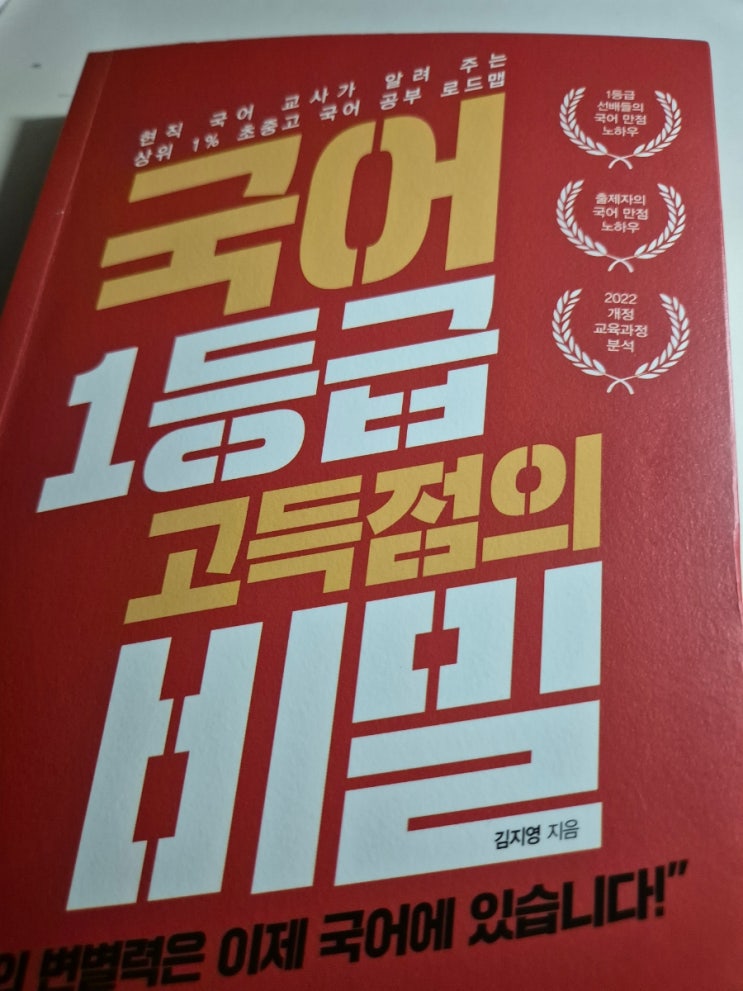 현직 국어 교사가 알려 주는
상위 1% 초중고 국어 공부 로드맵
국어
1등급
고득점의
비밀
김지영 지음
1등급
선배들의
국어 만점
노하우
출제자의
국어 만점
노하우
2022
개정
교육과정
분석
의 변별력은 이제 국어에 있습니다!”